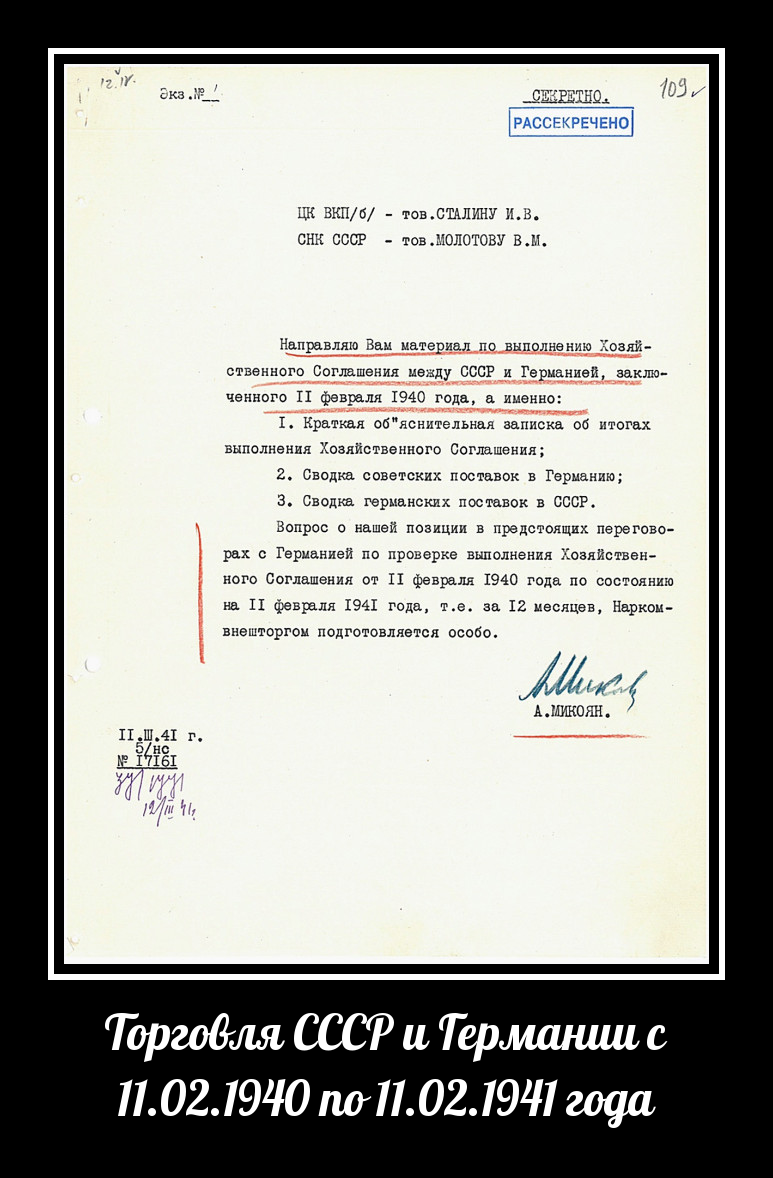 Экз.№ 1
СЕКРЕТНО.
109
РАССЕКРЕЧЕНО
ЦК ВКП/б/ - тов.СТАЛИНУ И.В.
СНК СССР - тов.МОЛОТОВУ В.М.
Направляю Вам материал по выполнению Хозяй-
ственного Соглашения между СССР и Германией, заклю-
ченного II февраля I940 года, а именно:
I. Краткая об"яснительная записка об итогах
выполнения Хозяйственного Соглашения;
2. Сводка советских поставок в Германию;
3. Сводка германских поставок в СССР.
Вопрос о нашей позиции в предстоящих перегово-
рах с Германией по проверке выполнения Хозяйствен-
ного Соглашения от II февраля I940 года по состоянию
на II февраля I94I года, т.е. за I2 месяцев, Нарком-
внешторгом подготовляется особо.
А.МИКОЯН.
II.Ш.4I г.
5/нс
№ I7I6I
12/III 41г.
Торговля СССР и Германии с
11.02.1940 по 11.02.1941 года